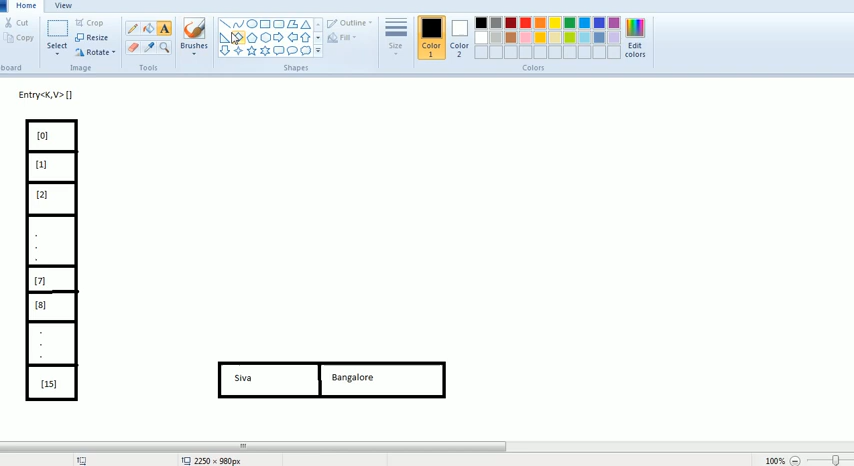 Home View
Cut
Copy
board
Select
Crop
Resize
Rotate
Image
A
Tools
Brushes
Shapes
Outline
Fill
Size
Color 1
Color 2
Colors
Edit colors
Entry<K,V> []
[0]
[1]
[2]
.
.
.
[7]
[8]
.
.
.
[15]
Siva Bangalore
2250 × 980px
100%